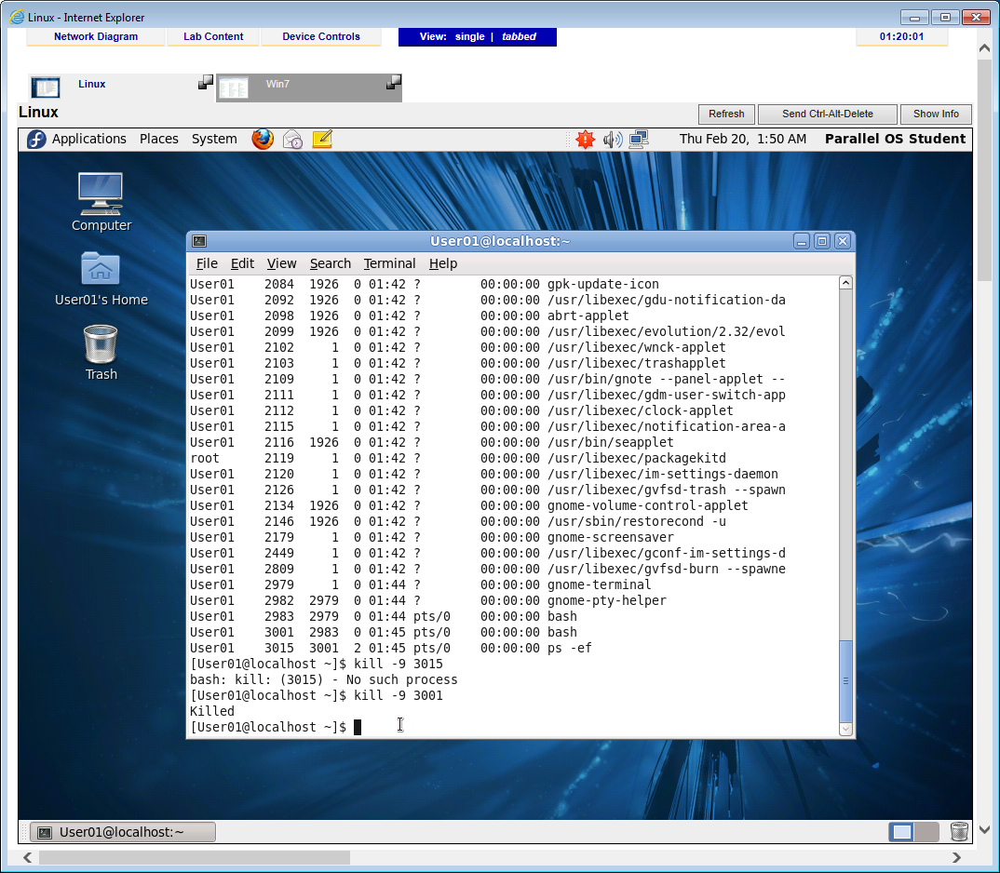 Linux - Internet Explorer
Network Diagram Lab Content Device Controls View: single | tabbed 01:20:01
Linux Win7
Linux Refresh Send Ctrl-Alt-Delete Show Info
Applications Places System Thu Feb 20, 1:50 AM Parallel OS Student
Computer
User01's Home
Trash
User01@localhost:~
File Edit View Search Terminal Help
User01 2084 1926 0 01:42 ? 00:00:00 gpk-update-icon
User01 2092 1926 0 01:42 ? 00:00:00 /usr/libexec/gdu-notification-da
User01 2098 1926 0 01:42 ? 00:00:00 abrt-applet
User01 2099 1926 0 01:42 ? 00:00:00 /usr/libexec/evolution/2.32/evol
User01 2102 1 0 01:42 ? 00:00:00 /usr/libexec/wnck-applet
User01 2103 1 0 01:42 ? 00:00:00 /usr/libexec/trashapplet
User01 2109 1 0 01:42 ? 00:00:00 /usr/bin/gnote --panel-applet --
User01 2111 1 0 01:42 ? 00:00:00 /usr/libexec/gdm-user-switch-app
User01 2112 1 0 01:42 ? 00:00:00 /usr/libexec/clock-applet
User01 2115 1 0 01:42 ? 00:00:00 /usr/libexec/notification-area-a
User01 2116 1926 0 01:42 ? 00:00:00 /usr/bin/seapplet
root 2119 1 0 01:42 ? 00:00:00 /usr/libexec/packagekitd
User01 2120 1 0 01:42 ? 00:00:00 /usr/libexec/im-settings-daemon
User01 2126 1 0 01:42 ? 00:00:00 /usr/libexec/gvfsd-trash --spawn
User01 2134 1926 0 01:42 ? 00:00:00 gnome-volume-control-applet
User01 2146 1926 0 01:42 ? 00:00:00 /usr/sbin/restorecond -u
User01 2179 1 0 01:42 ? 00:00:00 gnome-screensaver
User01 2449 1 0 01:42 ? 00:00:00 /usr/libexec/gconf-im-settings-d
User01 2809 1 0 01:42 ? 00:00:00 /usr/libexec/gvfsd-burn --spawne
User01 2979 1 0 01:44 ? 00:00:00 gnome-terminal
User01 2982 2979 0 01:44 ? 00:00:00 gnome-pty-helper
User01 2983 2979 0 01:44 pts/0 00:00:00 bash
User01 3001 2983 0 01:45 pts/0 00:00:00 bash
User01 3015 3001 2 01:45 pts/0 00:00:00 ps -ef
[User01@localhost ~]$ kill -9 3015
bash: kill: (3015) - No such process
[User01@localhost ~]$ kill -9 3001
Killed
[User01@localhost ~]$
User01@localhost:~